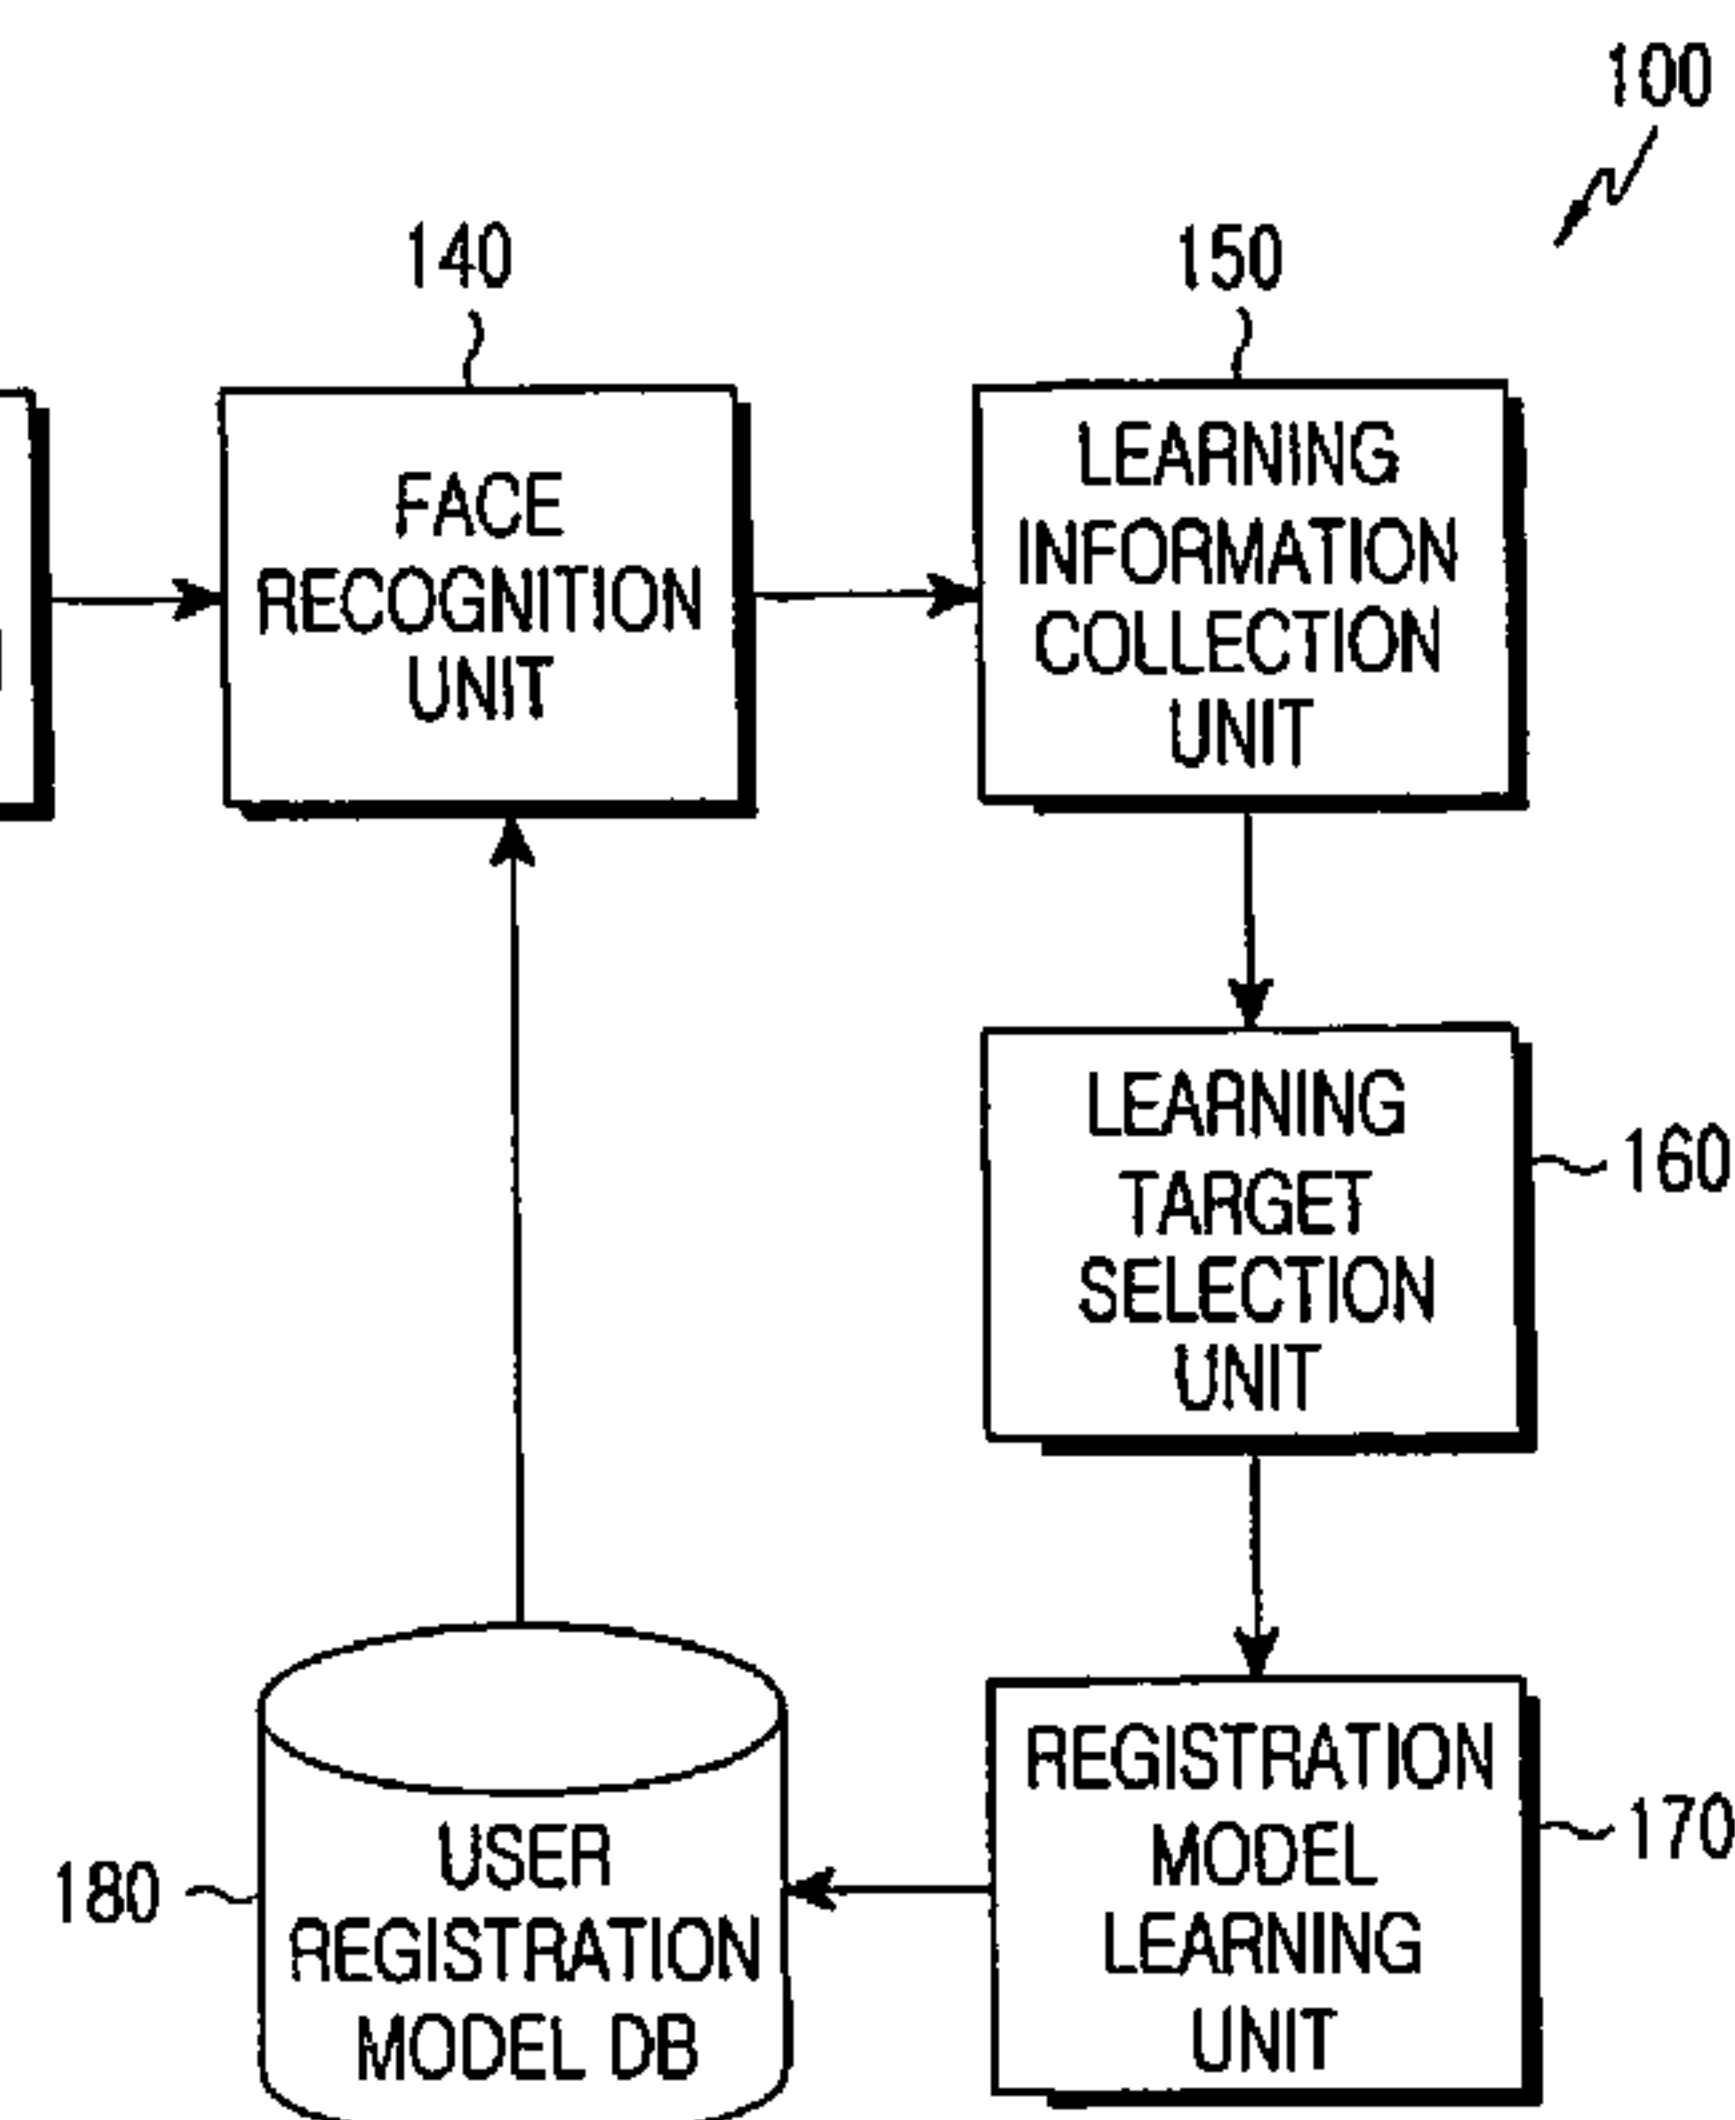 100
140
150
FACE
RECOGNITION
UNIT
LEARNING
INFORMATION
COLLECTION
UNIT
LEARNING
TARGET
SELECTION
UNIT
160
REGISTRATION
MODEL
LEARNING
UNIT
170
180
USER
REGISTRATION
MODEL DB